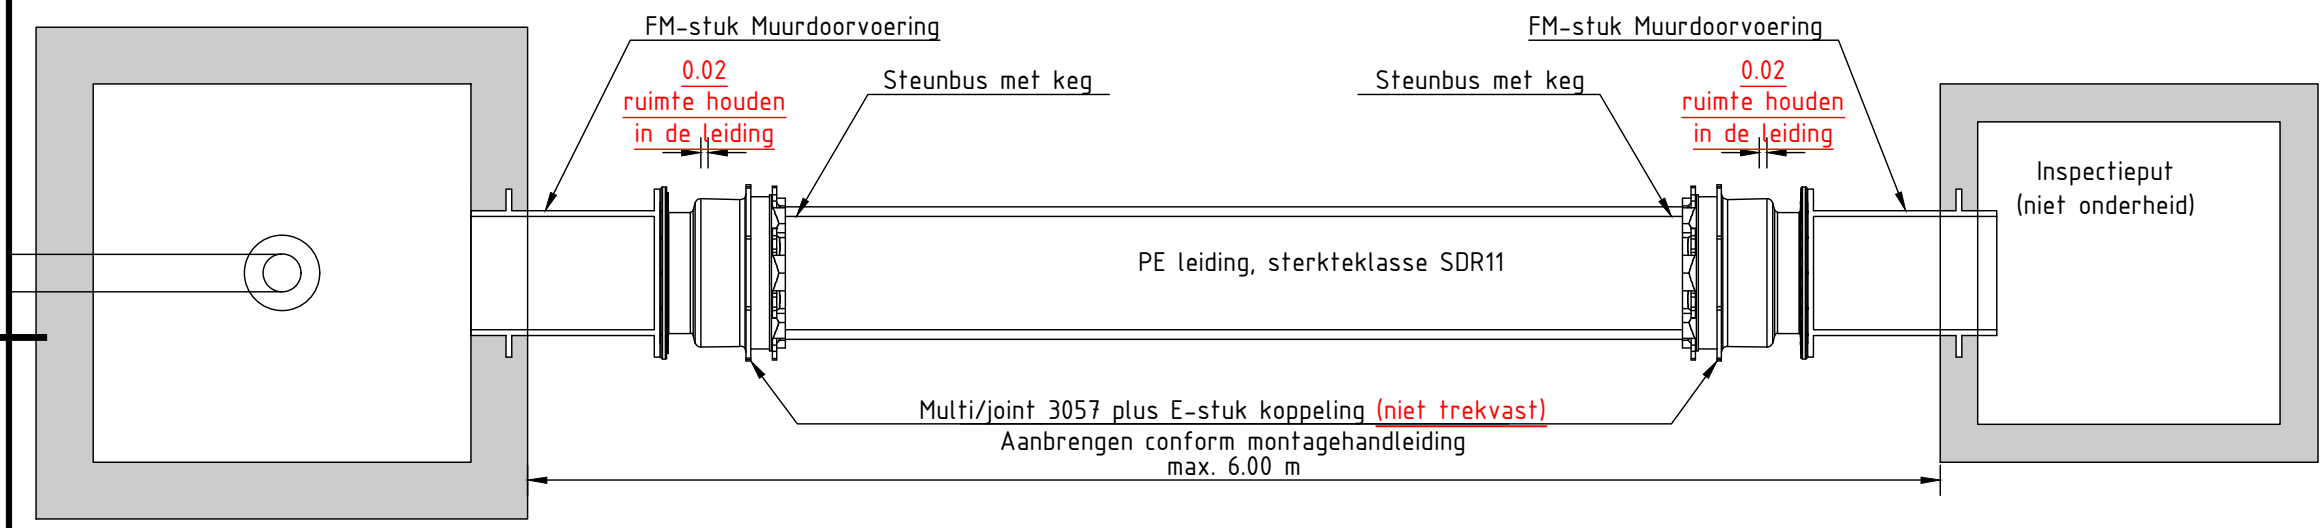 FM-stuk Muurdoorvoering
0.02
ruimte houden
in de leiding
Steunbus met keg
Steunbus met keg
FM-stuk Muurdoorvoering
0.02
ruimte houden
in de leiding
Inspectieput
(niet onderheid)
PE leiding, sterkteklasse SDR11
Multi/joint 3057 plus E-stuk koppeling (niet trekvast)
Aanbrengen conform montagehandleiding
max. 6.00 m